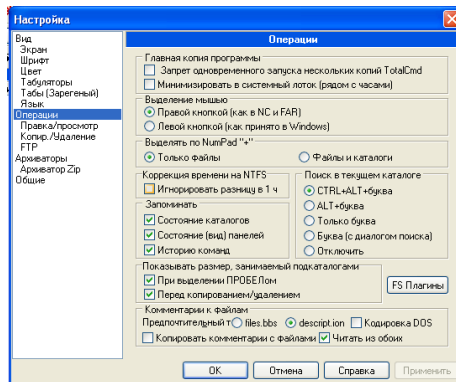 Настройка
Вид
Экран
Шрифт
Цвет
Табуляторы
Табы (Зарегеный)
Язык
Операции
Правка/просмотр
Копир./Удаление
FTP
Архиваторы
Архиватор Zip
Общие
Операции
Главная копия программы
Запрет одновременного запуска нескольких копий TotalCmd
Минимизировать в системный лоток (рядом с часами)
Выделение мышью
Правой кнопкой (как в NC и FAR)
Левой кнопкой (как принято в Windows)
Выделять по NumPad "+"
Только файлы
Файлы и каталоги
Коррекция времени на NTFS
Игнорировать разницу в 1 ч
Запоминать
Состояние каталогов
Состояние (вид) панелей
Историю команд
Поиск в текущем каталоге
CTRL+ALT+буква
ALT+буква
Только буква
Буква (с диалогом поиска)
Отключить
Показывать размер, занимаемый подкаталогами
При выделении ПРОБЕЛом
Перед копированием/удалением
FS Плагины
Комментарии к файлам
Предпочтительный т files.bbs descript.ion Кодировка DOS
Копировать комментарии с файлами Читать из обоих
OK Отмена Справка Применить